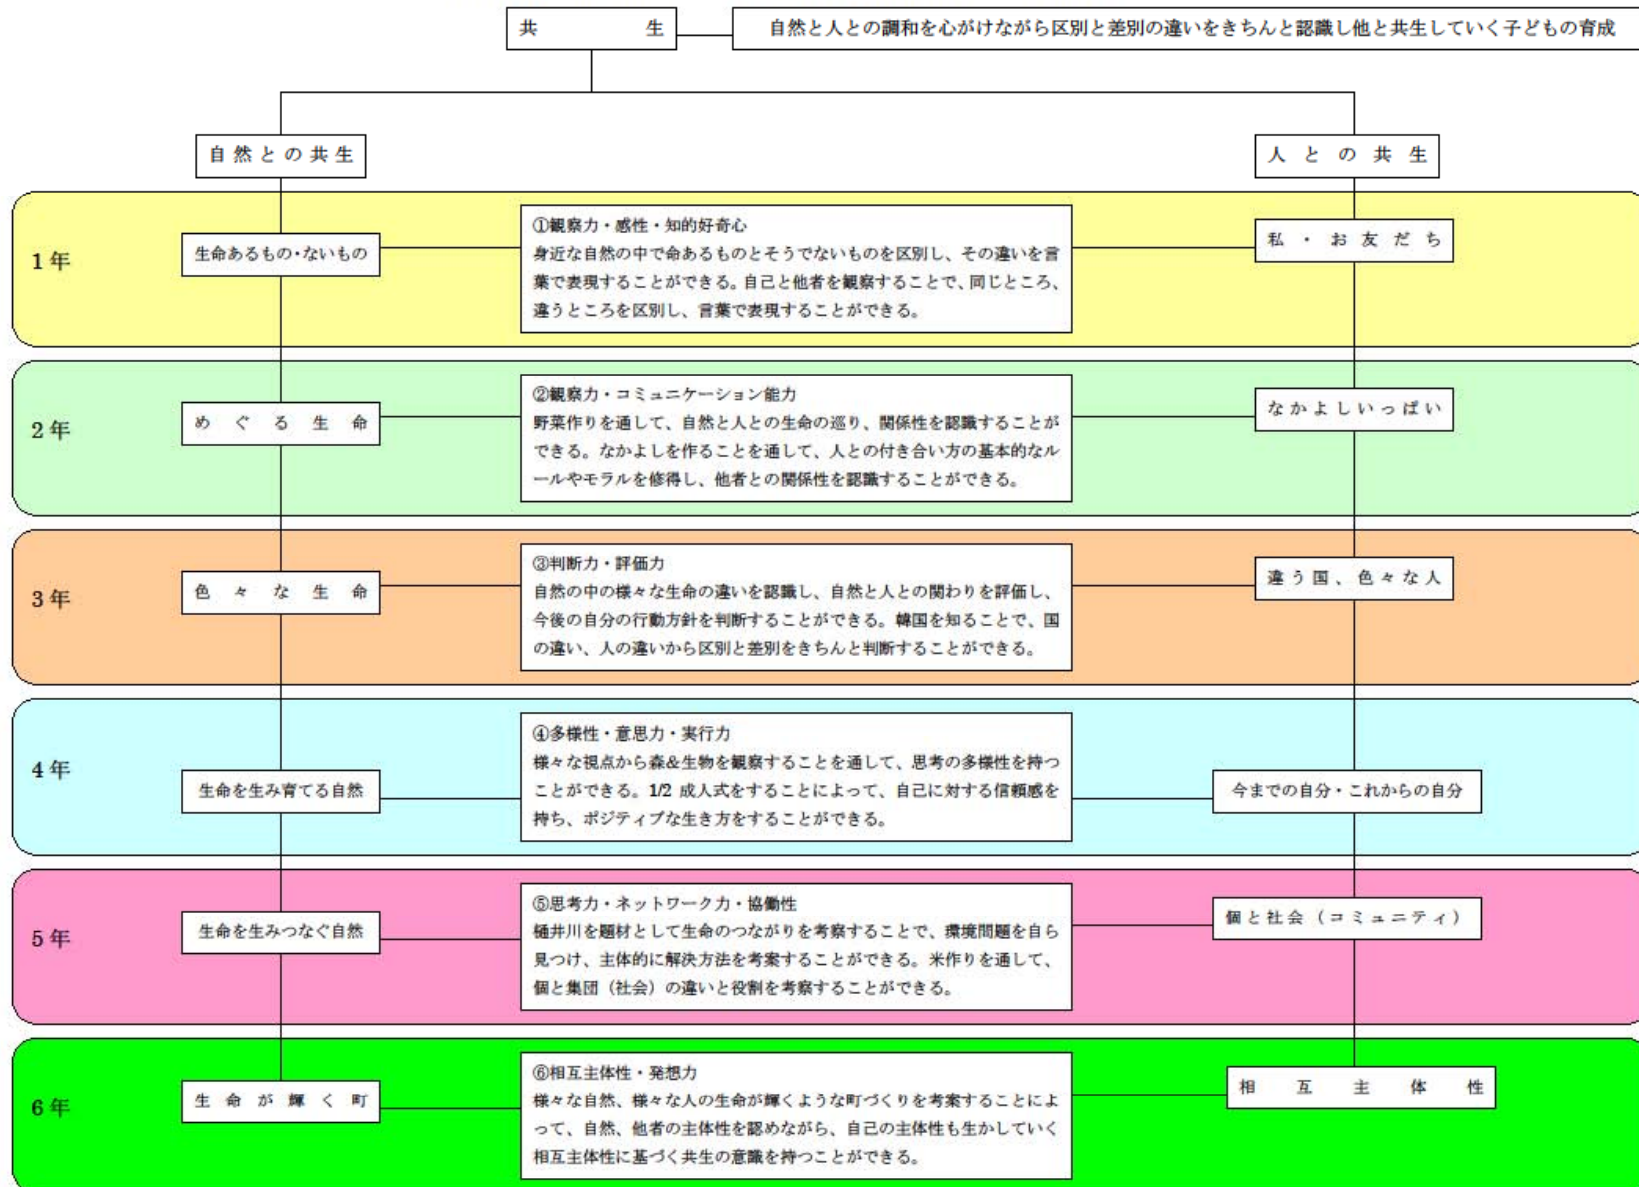 共生
自然と人との調和を心がけながら区別と差別の違いをきちんと認識し他と共生していく子どもの育成
自然との共生
人との共生
1年
生命あるもの・ないもの
①観察力・感性・知的好奇心
身近な自然の中で命あるものとそうでないものを区別し、その違いを言
葉で表現することができる。自己と他者を観察することで、同じところ、
違うところを区別し、言葉で表現することができる。
私・お友だち
2年
めぐる生命
②観察力・コミュニケーション能力
野菜作りを通して、自然と人との生命の巡り、関係性を認識することが
できる。なかよしを作ることを通して、人との付き合い方の基本的なル
ールやモラルを修得し、他者との関係性を認識することができる。
なかよしいっぱい
3年
色々な生命
③判断力・評価力
自然の中の様々な生命の違いを認識し、自然と人との関わりを評価し、
今後の自分の行動方針を判断することができる。韓国を知ることで、国
の違い、人の違いから区別と差別をきちんと判断することができる。
違う国、色々な人
4年
生命を生み育てる自然
④多様性・意思力・実行力
様々な視点から森&生物を観察することを通して、思考の多様性を持つ
ことができる。1/2 成人式をすることによって、自己に対する信頼感を
持ち、ポジティブな生き方をすることができる。
今までの自分・これからの自分
5年
生命を生みつなぐ自然
⑤思考力・ネットワーク力・協働性
樋井川を題材として生命のつながりを考察することで、環境問題を自ら
見つけ、主体的に解決方法を考案することができる。米作りを通して、
個と集団（社会）の違いと役割を考察することができる。
個と社会（コミュニティ）
6年
生命が輝く町
⑥相互主体性・発想力
様々な自然、様々な人の生命が輝くような町づくりを考案することによ
って、自然、他者の主体性を認めながら、自己の主体性も生かしていく
相互主体性に基づく共生の意識を持つことができる。
相互主体性